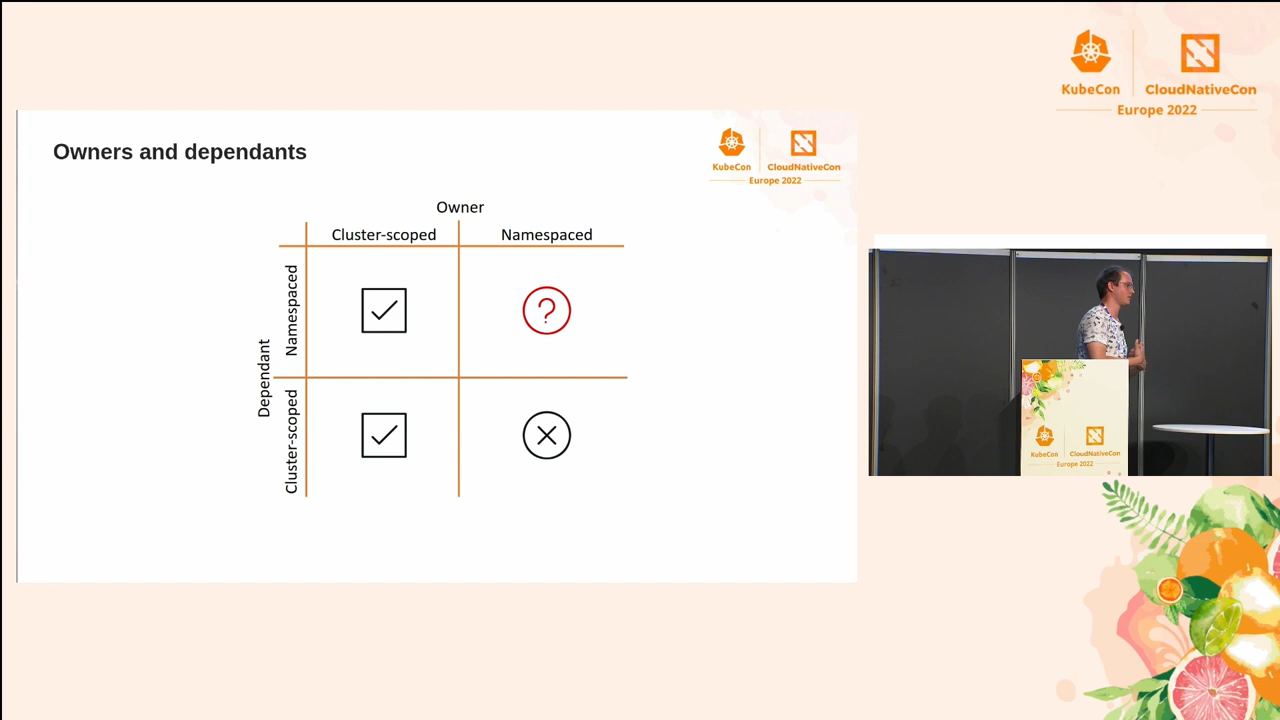 KubeCon
CloudNativeCon
Europe 2022
Owners and dependants
KubeCon
CloudNativeCon
Europe 2022
Owner
Cluster-scoped
Namespaced
Dependant
Namespaced
?
Cluster-scoped
KubeCon
CloudNativeCon
Europe 2022